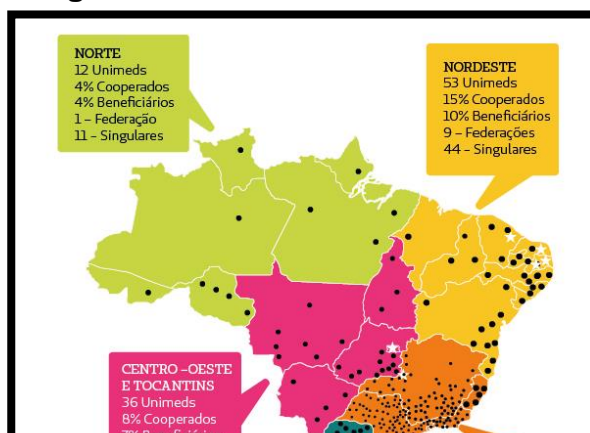 NORTE
12 Unimeds
4% Cooperados
4% Beneficiários
1 – Federação
11 – Singulares
NORDESTE
53 Unimeds
15% Cooperados
10% Beneficiários
9 – Federações
44 – Singulares
CENTRO –OESTE
E TOCANTINS
36 Unimeds
8% Cooperados